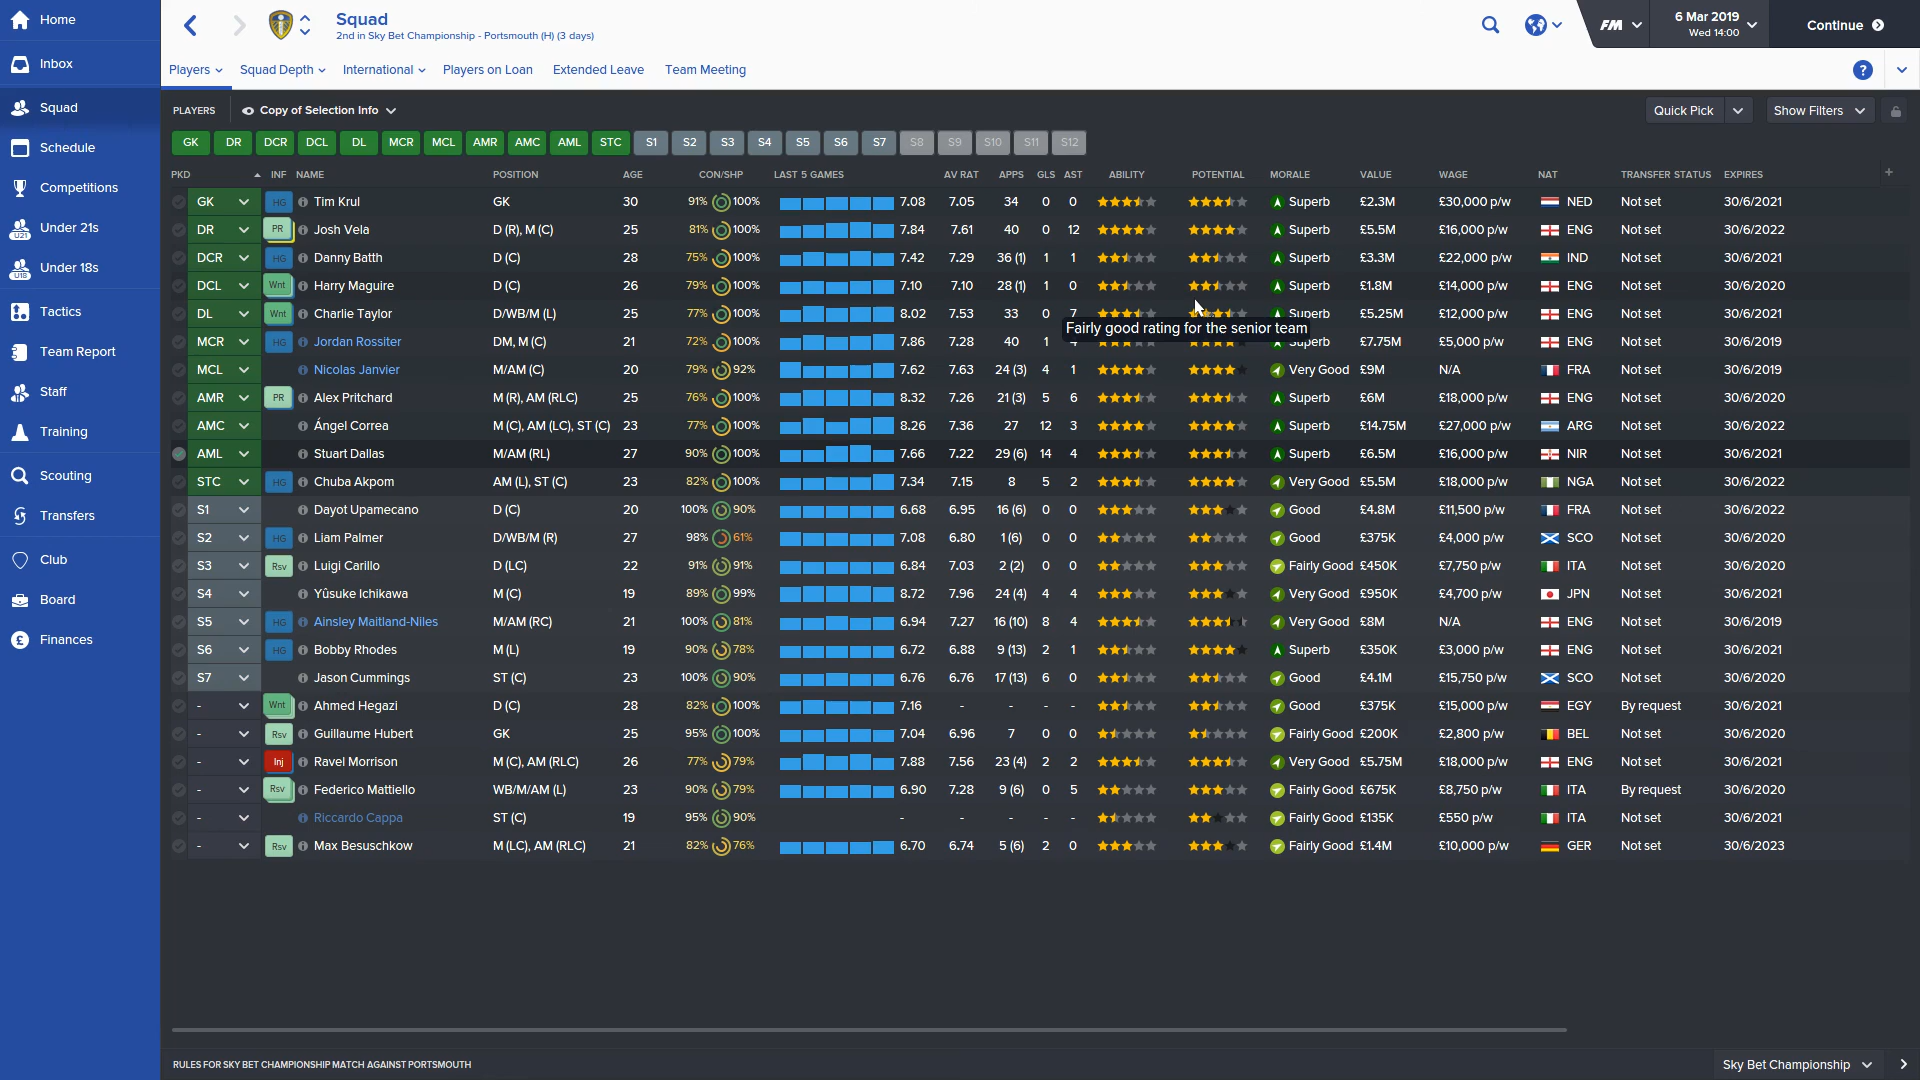 Home
Inbox
Squad
Schedule
Competitions
U21 Under 21s
U18 Under 18s
Tactics
Team Report
Staff
Training
Scouting
Transfers
Club
Board
Finances
Squad
2nd in Sky Bet Championship - Portsmouth (H) (3 days)
FM
6 Mar 2019
Wed 14:00
Continue
Players Squad Depth International Players on Loan Extended Leave Team Meeting ?
PLAYERS Copy of Selection Info Quick Pick Show Filters
GK DR DCR DCL DL MCR MCL AMR AMC AML STC S1 S2 S3 S4 S5 S6 S7 S8 S9 S10 S11 S12
PKD INF NAME POSITION AGE CON/SHP LAST 5 GAMES AV RAT APPS GLS AST ABILITY POTENTIAL MORALE VALUE WAGE NAT TRANSFER STATUS EXPIRES +
GK HG Tim Krul GK 30 91% 100% 7.08 7.05 34 0 0 Superb £2.3M £30,000 p/w NED Not set 30/6/2021
DR PR Josh Vela D (R), M (C) 25 81% 100% 7.84 7.61 40 0 12 Superb £5.5M £16,000 p/w ENG Not set 30/6/2022
DCR HG Danny Batth D (C) 28 75% 100% 7.42 7.29 36 (1) 1 1 Superb £3.3M £22,000 p/w IND Not set 30/6/2021
DCL Wnt Harry Maguire D (C) 26 79% 100% 7.10 7.10 28 (1) 1 0 Superb £1.8M £14,000 p/w ENG Not set 30/6/2020
DL Wnt Charlie Taylor D/WB/M (L) 25 77% 100% 8.02 7.53 33 0 7 Superb £5.25M £12,000 p/w ENG Not set 30/6/2021
Fairly good rating for the senior team
MCR HG Jordan Rossiter DM, M (C) 21 72% 100% 7.86 7.28 40 1 4 Superb £7.75M £5,000 p/w ENG Not set 30/6/2019
MCL Nicolas Janvier M/AM (C) 20 79% 92% 7.62 7.63 24 (3) 4 1 Very Good £9M N/A FRA Not set 30/6/2019
AMR PR Alex Pritchard M (R), AM (RLC) 25 76% 100% 8.32 7.26 21 (3) 5 6 Superb £6M £18,000 p/w ENG Not set 30/6/2020
AMC Ángel Correa M (C), AM (LC), ST (C) 23 77% 100% 8.26 7.36 27 12 3 Superb £14.75M £27,000 p/w ARG Not set 30/6/2022
AML Stuart Dallas M/AM (RL) 27 90% 100% 7.66 7.22 29 (6) 14 4 Superb £6.5M £16,000 p/w NIR Not set 30/6/2021
STC HG Chuba Akpom AM (L), ST (C) 23 82% 100% 7.34 7.15 8 5 2 Very Good £5.5M £18,000 p/w NGA Not set 30/6/2022
S1 Dayot Upamecano D (C) 20 100% 90% 6.68 6.95 16 (6) 0 0 Good £4.8M £11,500 p/w FRA Not set 30/6/2022
S2 HG Liam Palmer D/WB/M (R) 27 98% 61% 7.08 6.80 1 (6) 0 0 Good £375K £4,000 p/w SCO Not set 30/6/2020
S3 Rsv Luigi Carillo D (LC) 22 91% 91% 6.84 7.03 2 (2) 0 0 Fairly Good £450K £7,750 p/w ITA Not set 30/6/2020
S4 Yûsuke Ichikawa M (C) 19 89% 99% 8.72 7.96 24 (4) 4 4 Very Good £950K £4,700 p/w JPN Not set 30/6/2021
S5 HG Ainsley Maitland-Niles M/AM (RC) 21 100% 81% 6.94 7.27 16 (10) 8 4 Very Good £8M N/A ENG Not set 30/6/2019
S6 HG Bobby Rhodes M (L) 19 90% 78% 6.72 6.88 9 (13) 2 1 Superb £350K £3,000 p/w ENG Not set 30/6/2021
S7 Jason Cummings ST (C) 23 100% 90% 6.76 6.76 17 (13) 6 0 Good £4.1M £15,750 p/w SCO Not set 30/6/2020
- Wnt Ahmed Hegazi D (C) 28 82% 100% 7.16 - - - - Good £375K £15,000 p/w EGY By request 30/6/2021
- Rsv Guillaume Hubert GK 25 95% 100% 7.04 6.96 7 0 0 Fairly Good £200K £2,800 p/w BEL Not set 30/6/2020
- Inj Ravel Morrison M (C), AM (RLC) 26 77% 79% 7.88 7.56 23 (4) 2 2 Very Good £5.75M £18,000 p/w ENG Not set 30/6/2021
- Rsv Federico Mattiello WB/M/AM (L) 23 90% 79% 6.90 7.28 9 (6) 0 5 Fairly Good £675K £8,750 p/w ITA By request 30/6/2020
- Riccardo Cappa ST (C) 19 95% 90% - - - - - Fairly Good £135K £550 p/w ITA Not set 30/6/2021
- Rsv Max Besuschkow M (LC), AM (RLC) 21 82% 76% 6.70 6.74 5 (6) 2 0 Fairly Good £1.4M £10,000 p/w GER Not set 30/6/2023
RULES FOR SKY BET CHAMPIONSHIP MATCH AGAINST PORTSMOUTH Sky Bet Championship